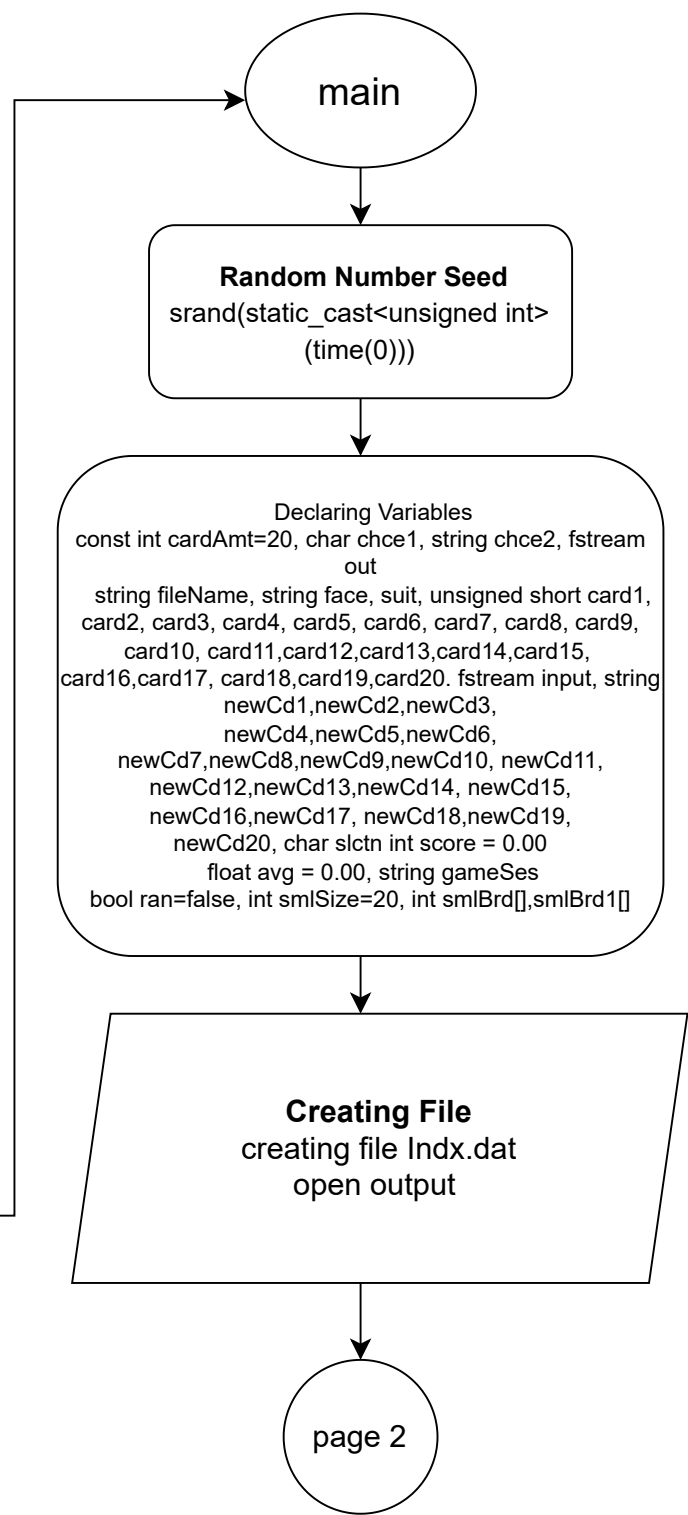 main
Random Number Seed
srand(static_cast<unsigned int>
(time(0)))
Declaring Variables
const int cardAmt=20, char chce1, string chce2, fstream
out
string fileName, string face, suit, unsigned short card1,
card2, card3, card4, card5, card6, card7, card8, card9,
card10, card11,card12,card13,card14,card15,
card16,card17, card18,card19,card20. fstream input, string
newCd1,newCd2,newCd3,
newCd4,newCd5,newCd6,
newCd7,newCd8,newCd9,newCd10, newCd11,
newCd12,newCd13,newCd14, newCd15,
newCd16,newCd17, newCd18,newCd19,
newCd20, char slctn int score = 0.00
float avg = 0.00, string gameSes
bool ran=false, int smlSize=20, int smlBrd[],smlBrd1[]
Creating File
creating file Indx.dat
open output
page 2